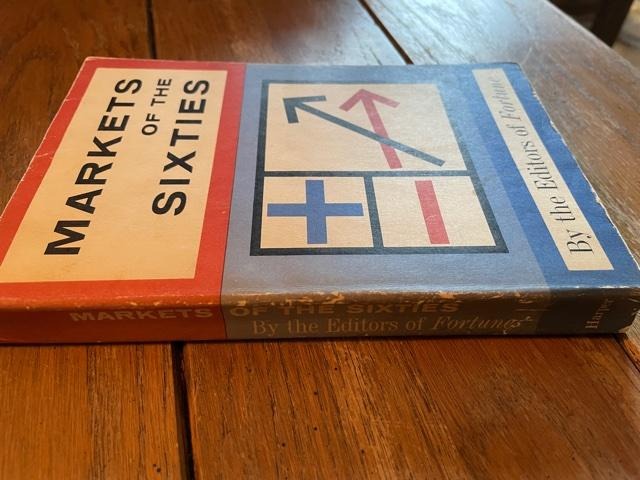 MARKETS
OF THE
SIXTIES
By the Editors of Fortune
MARKETS OF THE SIXTIES
By the Editors of Fortune
Harper